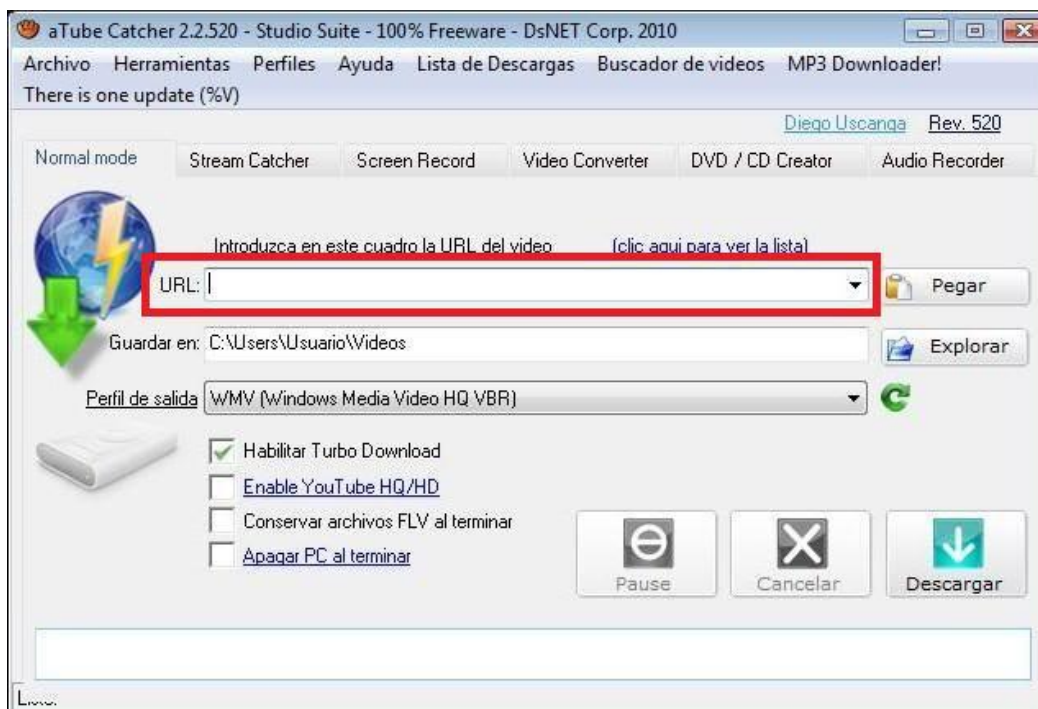 aTube Catcher 2.2.520 - Studio Suite - 100% Freeware - DsNET Corp. 2010
Archivo Herramientas Perfiles Ayuda Lista de Descargas Buscador de videos MP3 Downloader!
There is one update (%V)
Diego Uscanga Rev. 520
Normal mode Stream Catcher Screen Record Video Converter DVD / CD Creator Audio Recorder
Introduzca en este cuadro la URL del video (clic aqui para ver la lista)
URL: Pegar
Guardar en: C:\Users\Usuario\Videos Explorar
Perfil de salida WMV (Windows Media Video HQ VBR)
Habilitar Turbo Download
Enable YouTube HQ/HD
Conservar archivos FLV al terminar
Apagar PC al terminar
Pause Cancelar Descargar